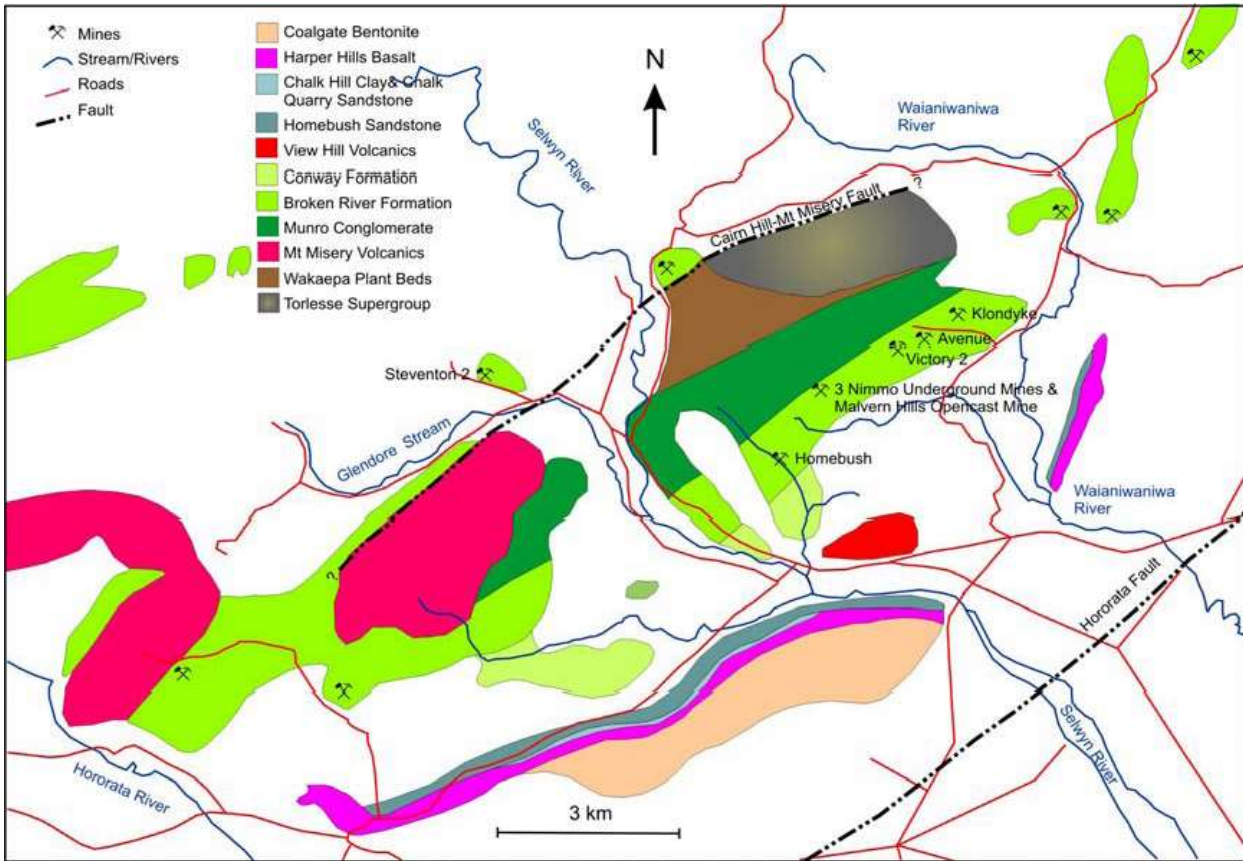 Mines
Stream/Rivers
Roads
Fault
Coalgate Bentonite
Harper Hills Basalt
Chalk Hill Clay& Chalk
Quarry Sandstone
Homebush Sandstone
View Hill Volcanics
Conway Formation
Broken River Formation
Munro Conglomerate
Mt Misery Volcanics
Wakaepa Plant Beds
Torlesse Supergroup
N
Selwyn River
Waianiwaniwa
River
Cairn Hill-Mt Misery Fault
?
Klondyke
Avenue
Victory 2
Steventon 2
3 Nimmo Underground Mines &
Malvern Hills Opencast Mine
Glendore Stream
Homebush
Waianiwaniwa
River
?
Hororata Fault
Selwyn River
Hororata River
3 km